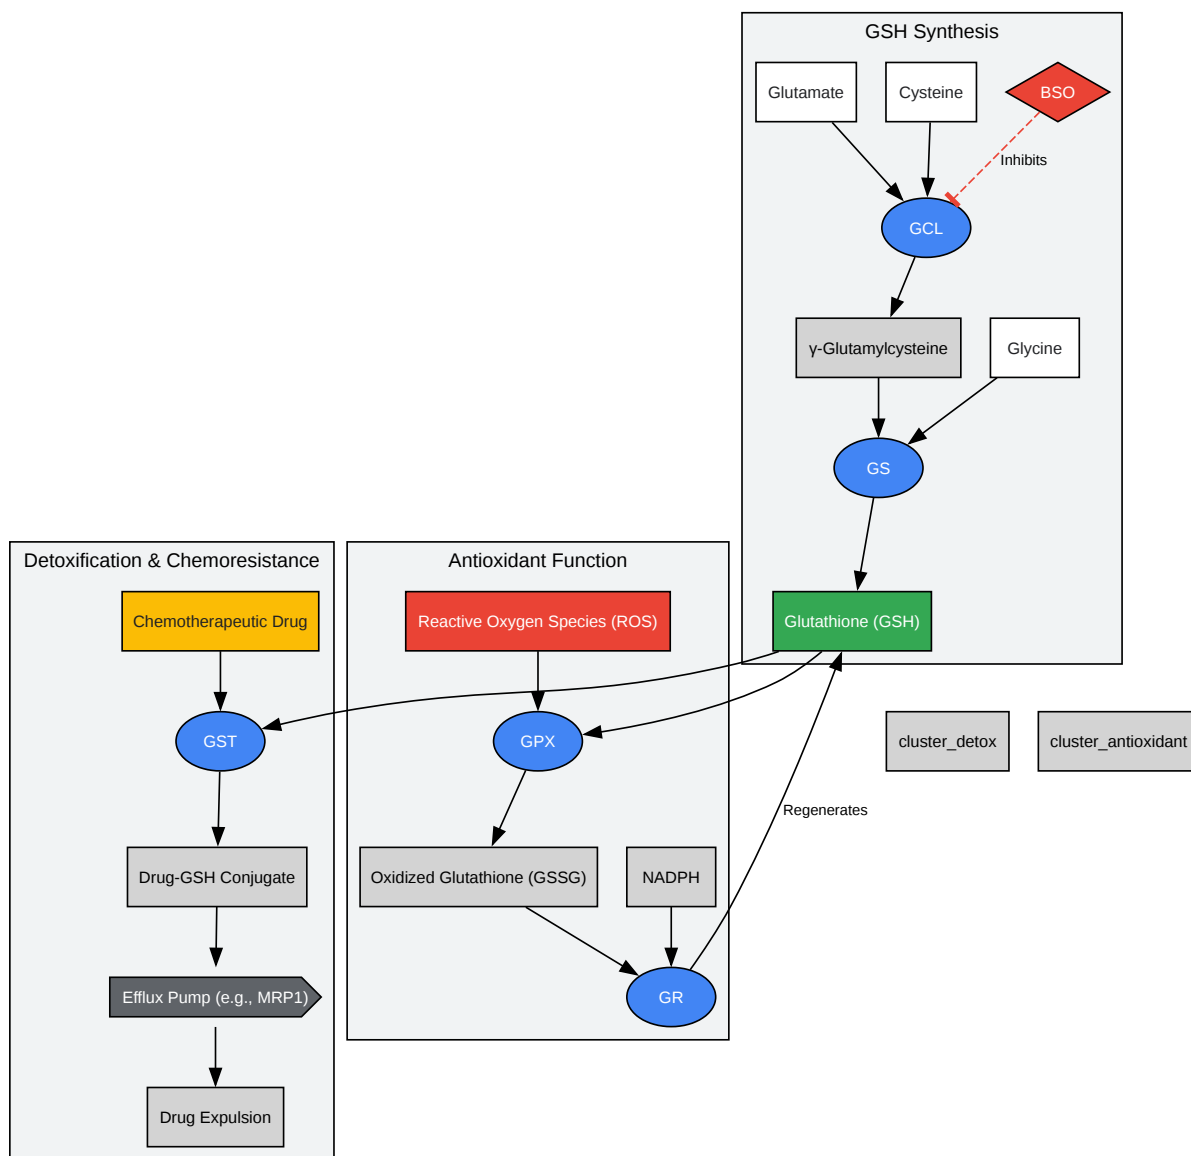 GSH Synthesis
Glutamate
Cysteine
BSO
Inhibits
GCL
γ-Glutamylcysteine
Glycine
GS
Detoxification & Chemoresistance
Antioxidant Function
Chemotherapeutic Drug
Reactive Oxygen Species (ROS)
Glutathione (GSH)
GST
GPX
cluster_detox
cluster_antioxidant
Regenerates
Drug-GSH Conjugate
Oxidized Glutathione (GSSG)
NADPH
Efflux Pump (e.g., MRP1)
GR
Drug Expulsion